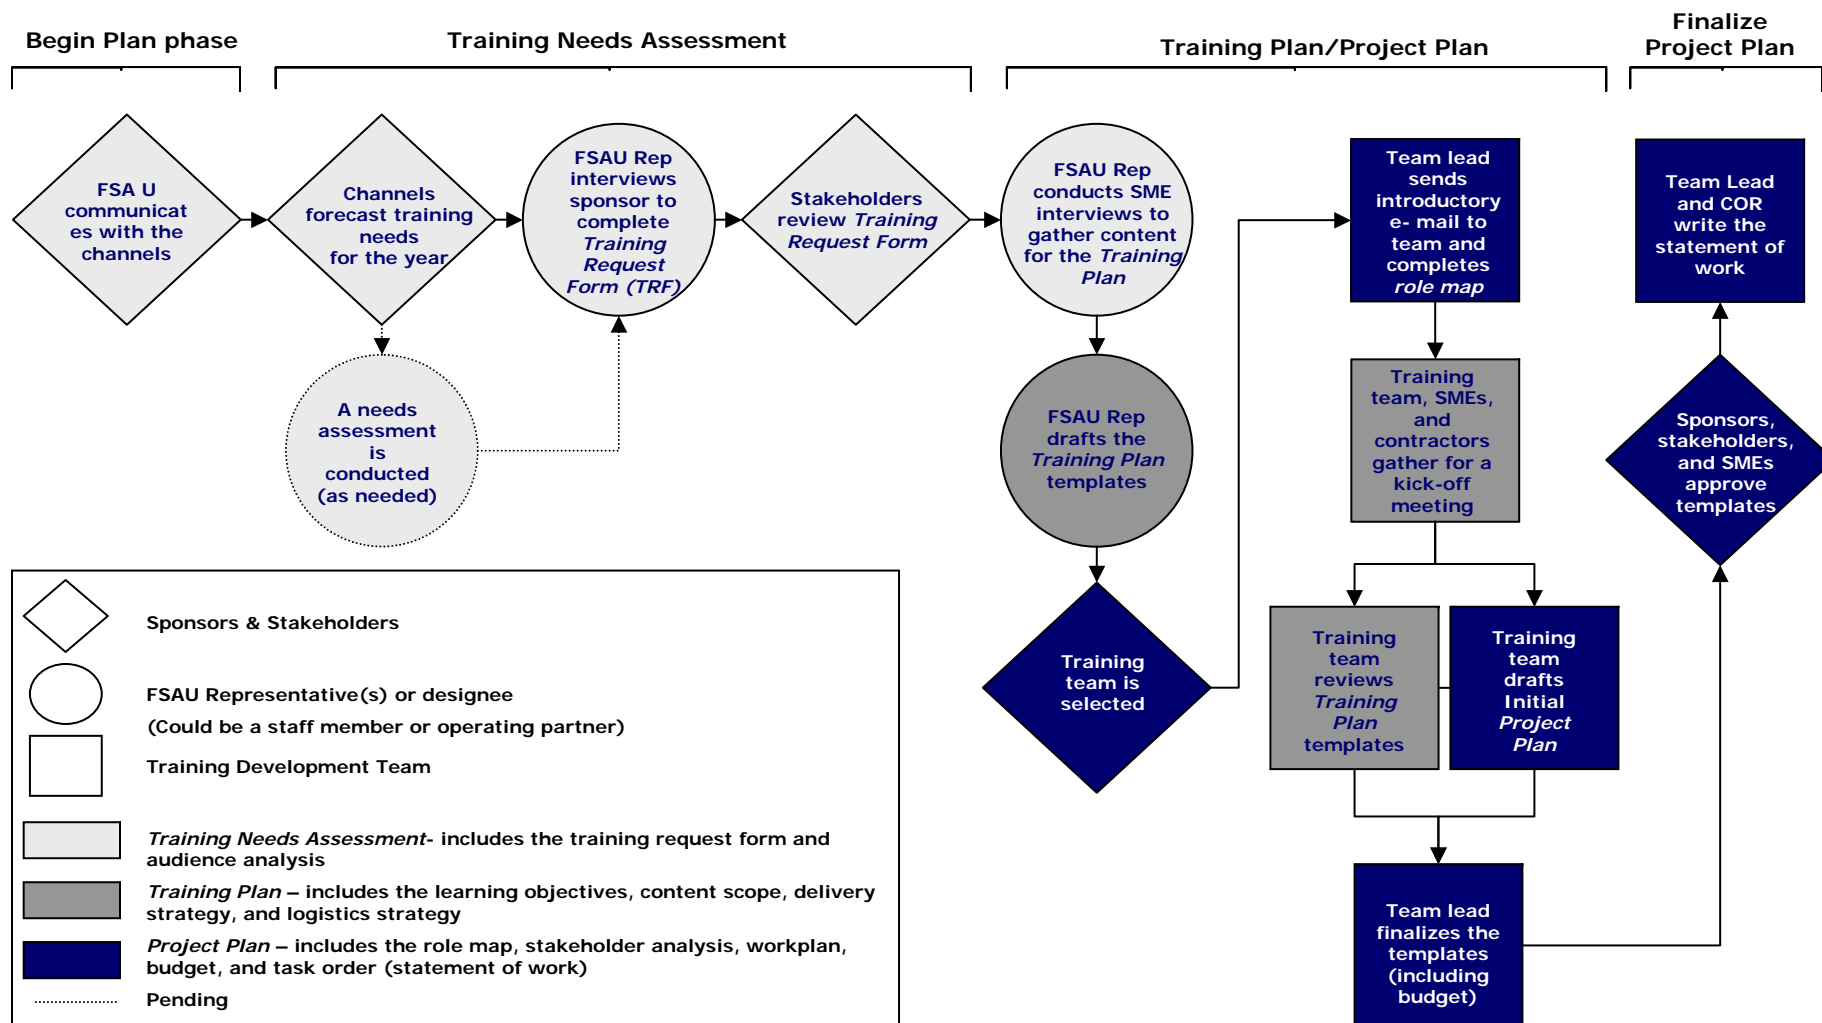 Begin Plan phase
Training Needs Assessment
Training Plan/Project Plan
Finalize
Project Plan
FSA U
communicat
es with the
channels
Channels
forecast training
needs
for the year
FSAU Rep
interviews
sponsor to
complete
Training
Request
Form (TRF)
Stakeholders
review Training
Request Form
FSAU Rep
conducts SME
interviews to
gather content
for the Training
Plan
Team lead
sends
introductory
e- mail to
team and
completes
role map
Team Lead
and COR
write the
statement of
work
A needs
assessment
is
conducted
(as needed)
FSAU Rep
drafts the
Training Plan
templates
Training
team, SMEs,
and
contractors
gather for a
kick-off
meeting
Sponsors,
stakeholders,
and SMEs
approve
templates
Training
team is
selected
Training
team
reviews
Training
Plan
templates
Training
team
drafts
Initial
Project
Plan
Team lead
finalizes the
templates
(including
budget)
Sponsors & Stakeholders
FSAU Representative(s) or designee
(Could be a staff member or operating partner)
Training Development Team
Training Needs Assessment- includes the training request form and
audience analysis
Training Plan – includes the learning objectives, content scope, delivery
strategy, and logistics strategy
Project Plan – includes the role map, stakeholder analysis, workplan,
budget, and task order (statement of work)
Pending